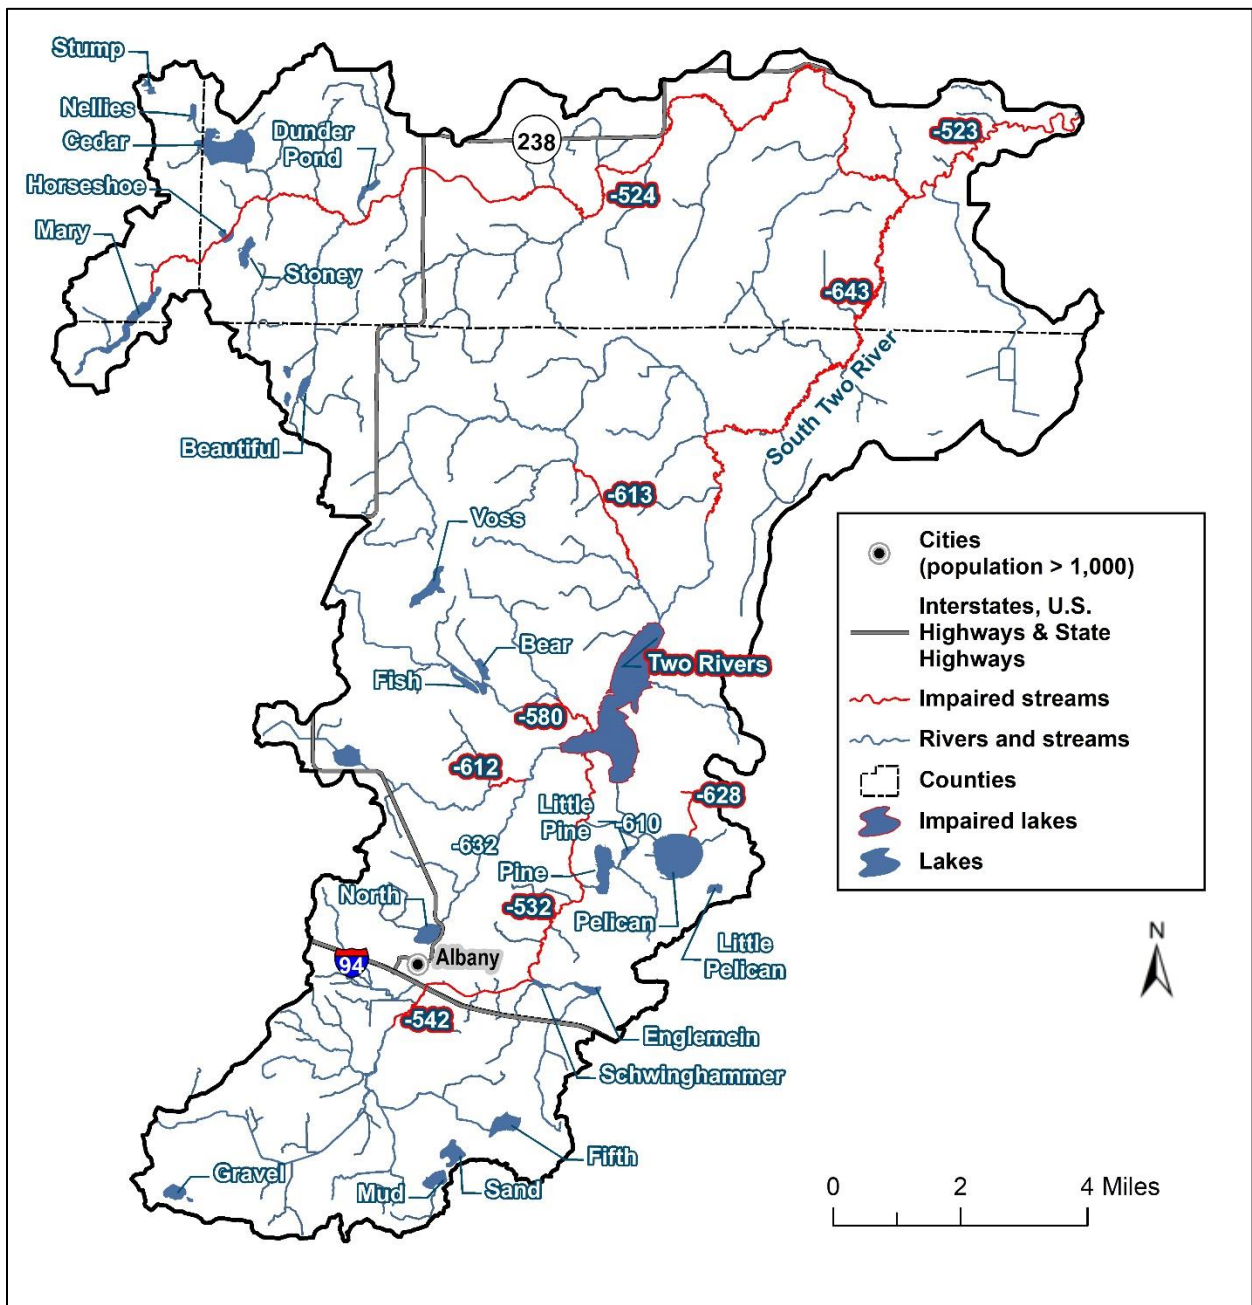 Stump
Nellies
Cedar
Dunder
Pond
238
-523
Horseshoe
-524
Mary
Stoney
-643
South Two River
Beautiful
-613
Voss
Cities
(population > 1,000)
Interstates, U.S.
Highways & State
Highways
Impaired streams
Rivers and streams
Counties
Impaired lakes
Lakes
Bear
Two Rivers
Fish
-580
-612
-628
Little
Pine
-610
-632
Pine
North
-532
Pelican
Little
Pelican
Albany
94
-542
Englemein
Schwinghammer
Fifth
Gravel
Mud
Sand
N
0 2 4 Miles